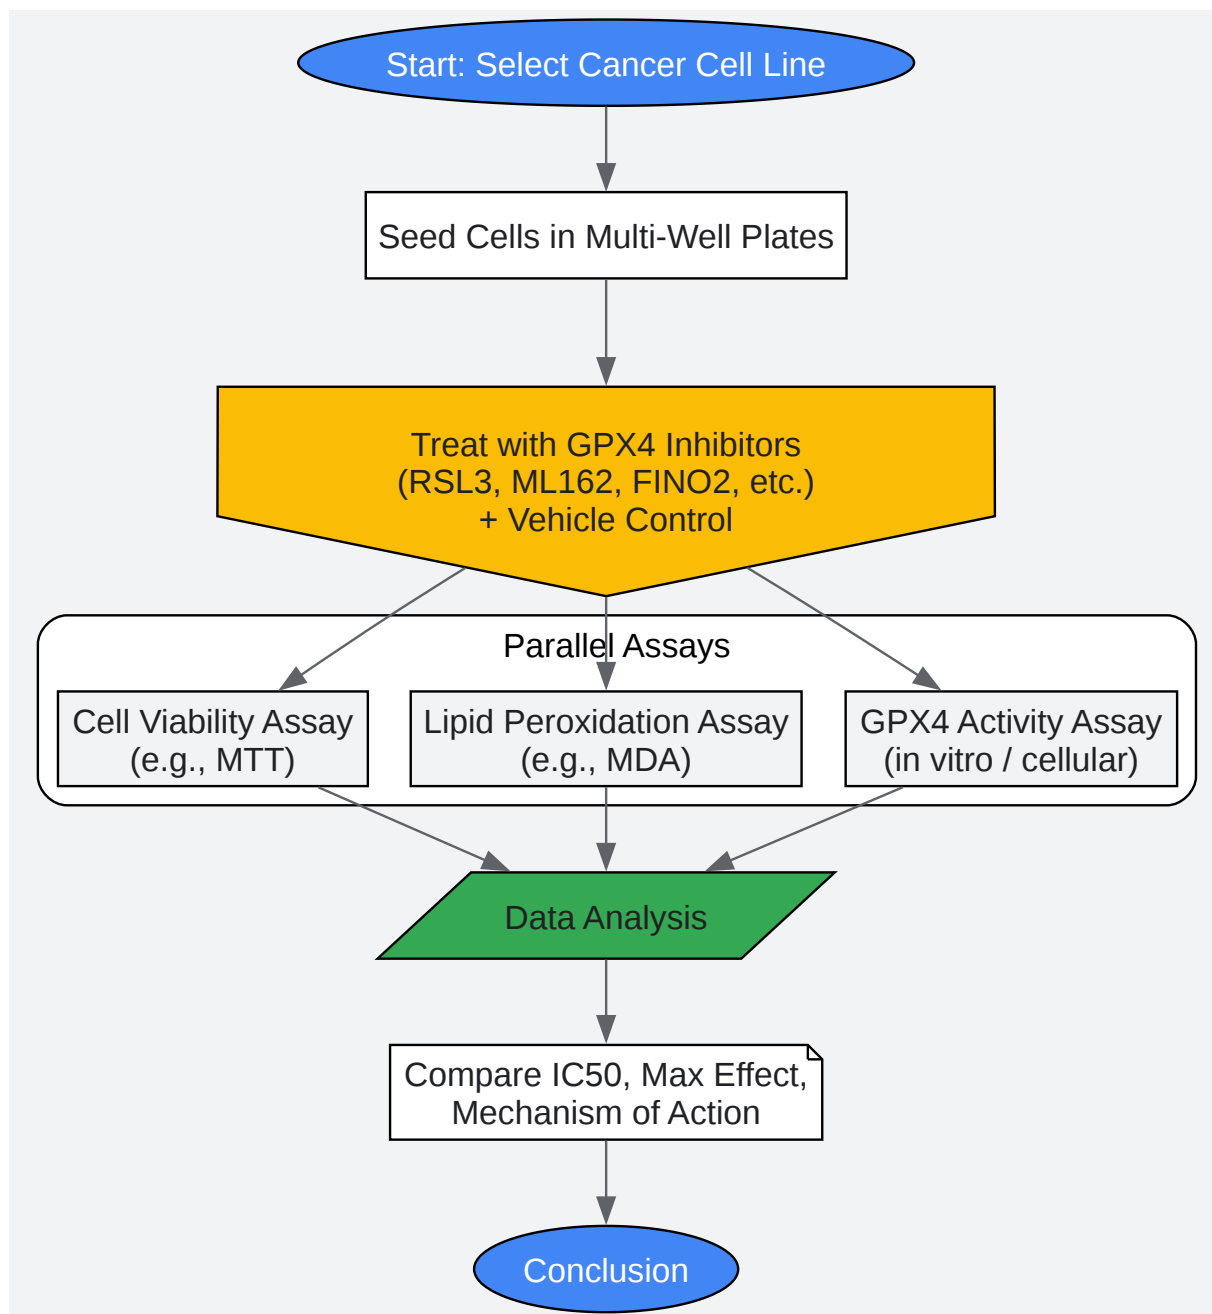 Start: Select Cancer Cell Line
Seed Cells in Multi-Well Plates
Treat with GPX4 Inhibitors
(RSL3, ML162, FINO2, etc.)
+ Vehicle Control
Parallel Assays
Cell Viability Assay
(e.g., MTT)
Lipid Peroxidation Assay
(e.g., MDA)
GPX4 Activity Assay
(in vitro / cellular)
Data Analysis
Compare IC50, Max Effect,
Mechanism of Action
Conclusion